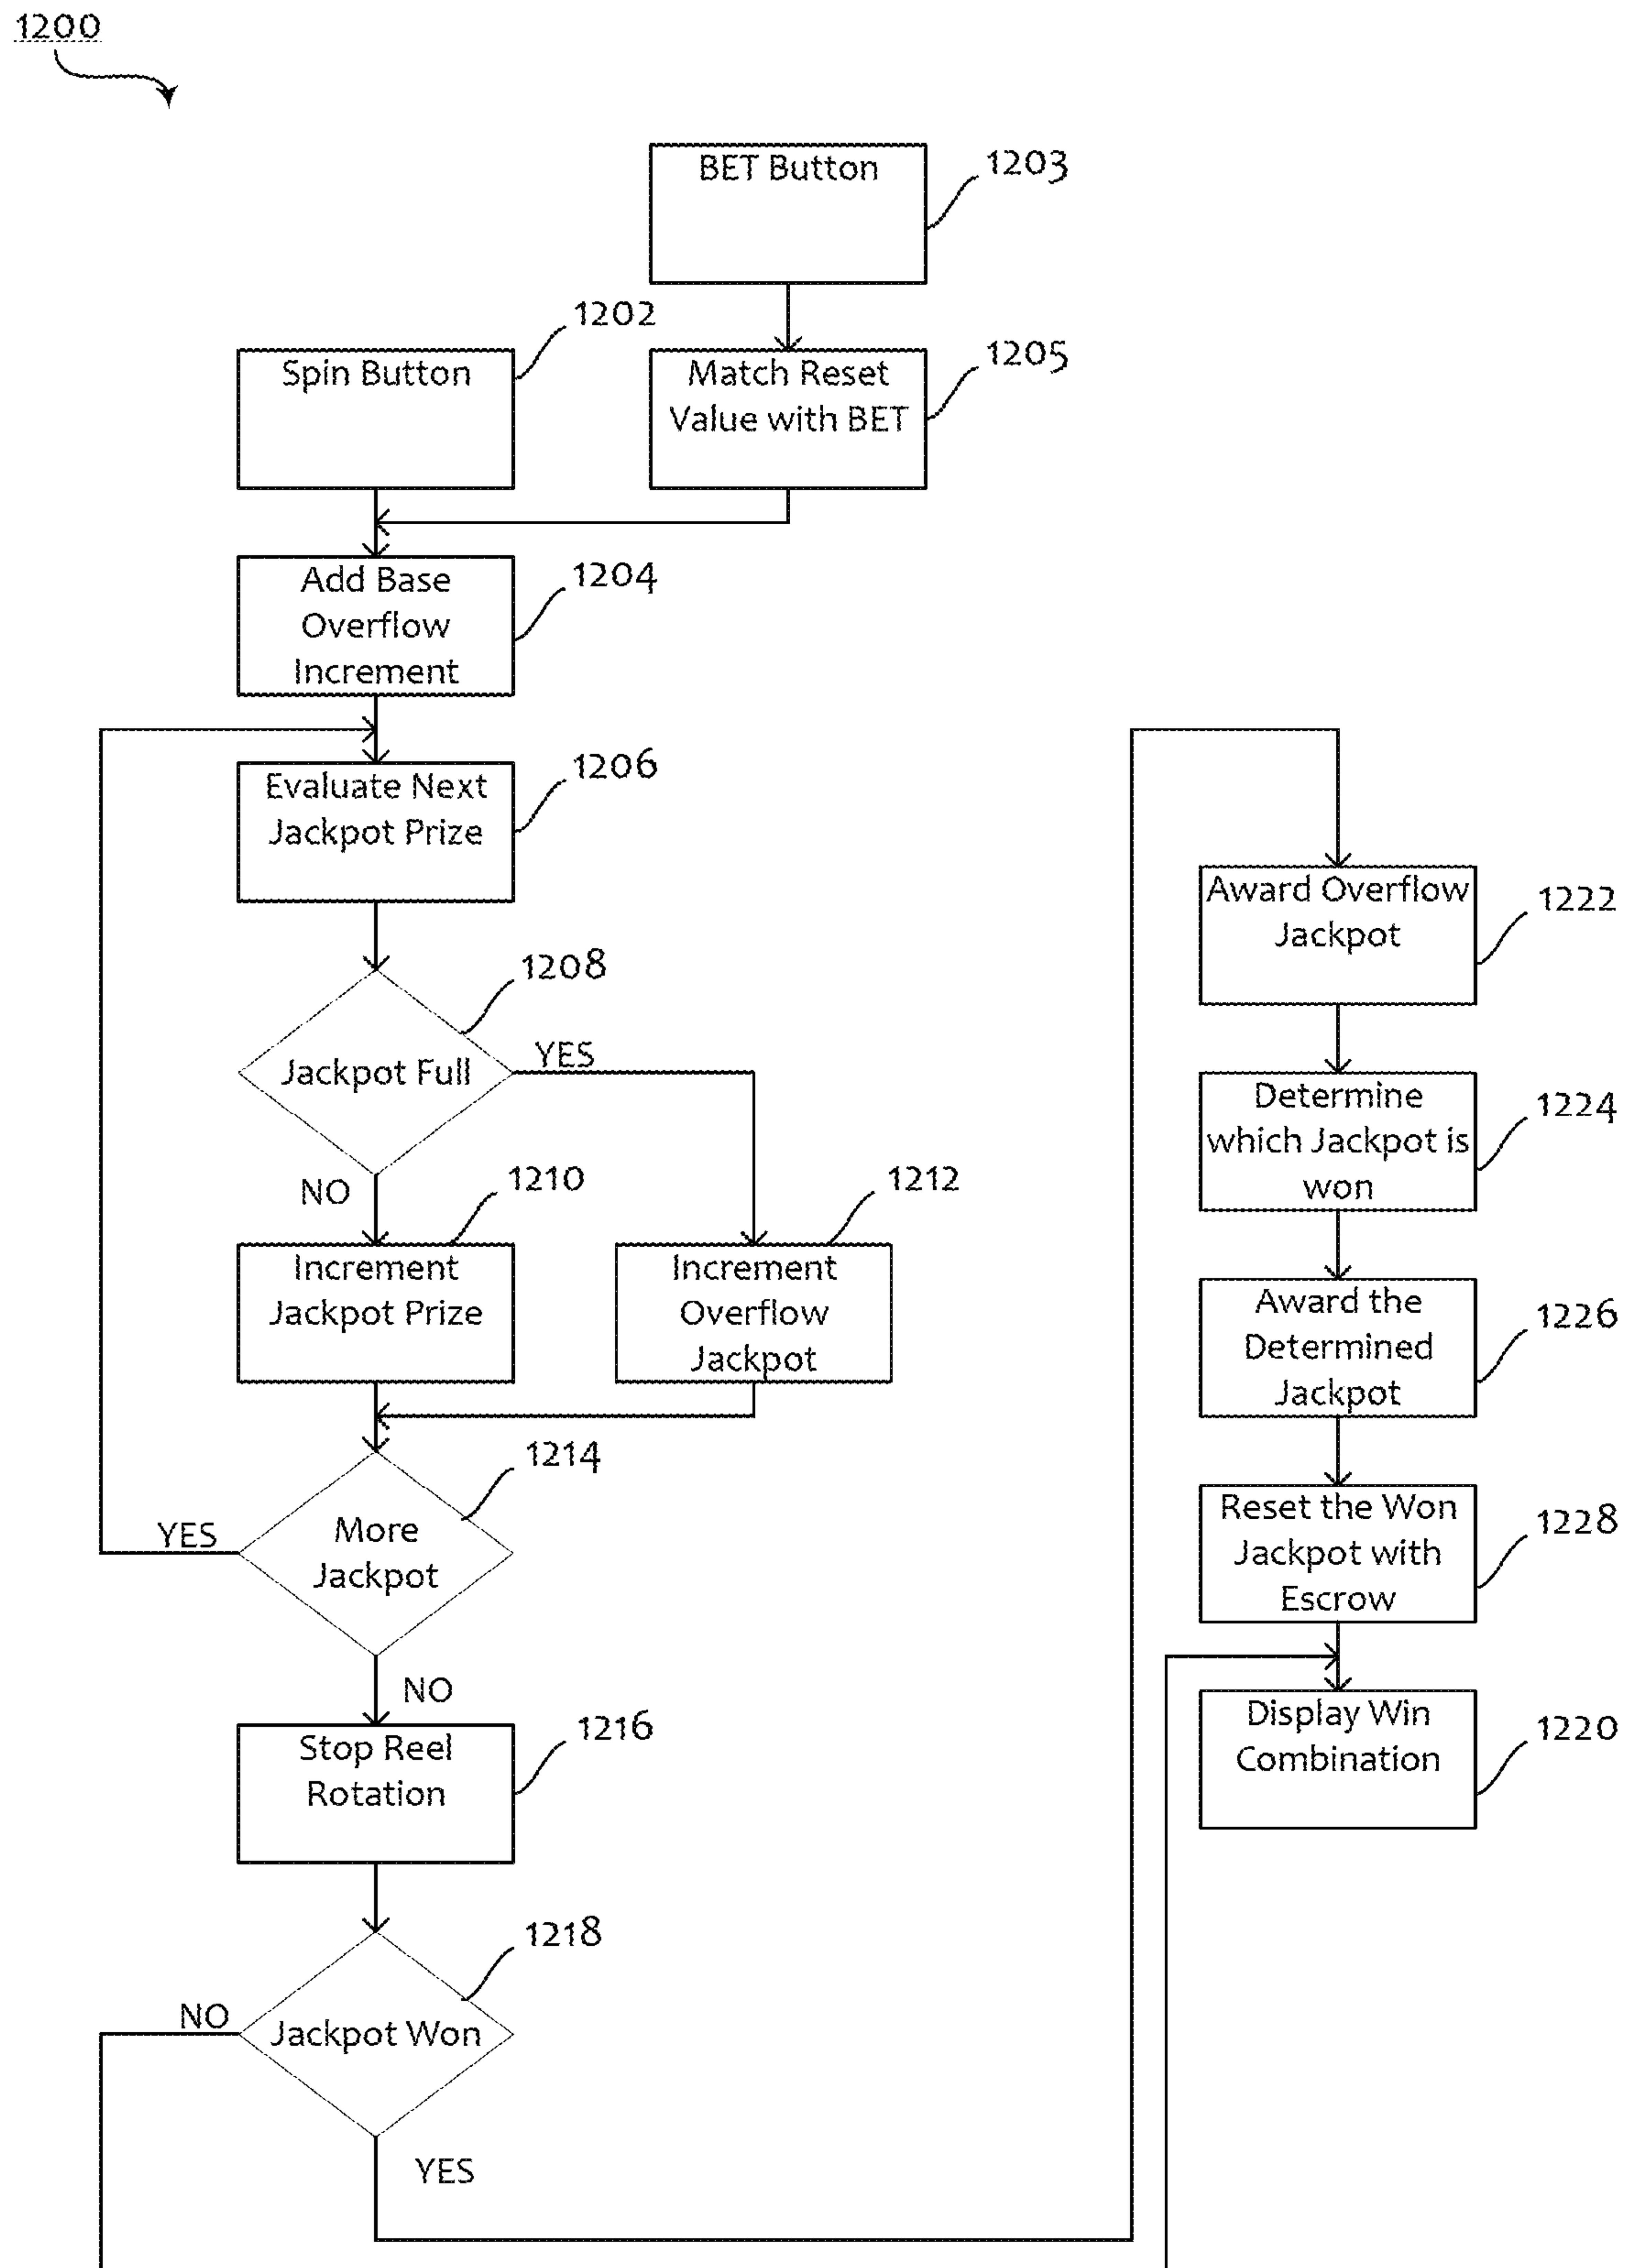 1200
BET Button
1203
1202
Spin Button
Match Reset
Value with BET
1205
Add Base
Overflow
Increment
1204
Evaluate Next
Jackpot Prize
1206
1208
Jackpot Full
YES
NO
1210
Increment
Jackpot Prize
1212
Increment
Overflow
Jackpot
1214
More
Jackpot
YES
NO
Stop Reel
Rotation
1216
1218
Jackpot Won
NO
YES
Award Overflow
Jackpot
1222
Determine
which Jackpot is
won
1224
Award the
Determined
Jackpot
1226
Reset the Won
Jackpot with
Escrow
1228
Display Win
Combination
1220